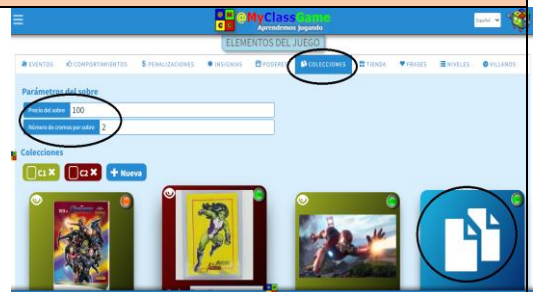 @MyClassGame
Aprendemos jugando
Español
ELEMENTOS DEL JUEGO
EVENTOS COMPORTAMIENTOS $ PENALIZACIONES INSIGNIAS PODERES COLECCIONES TIENDA FRASES NIVELES VILLANOS
Parámetros del sobre
Precio del sobre 100
Número de cromos por sobre 2
Colecciones
C1 ✖ C2 ✖ + Nueva